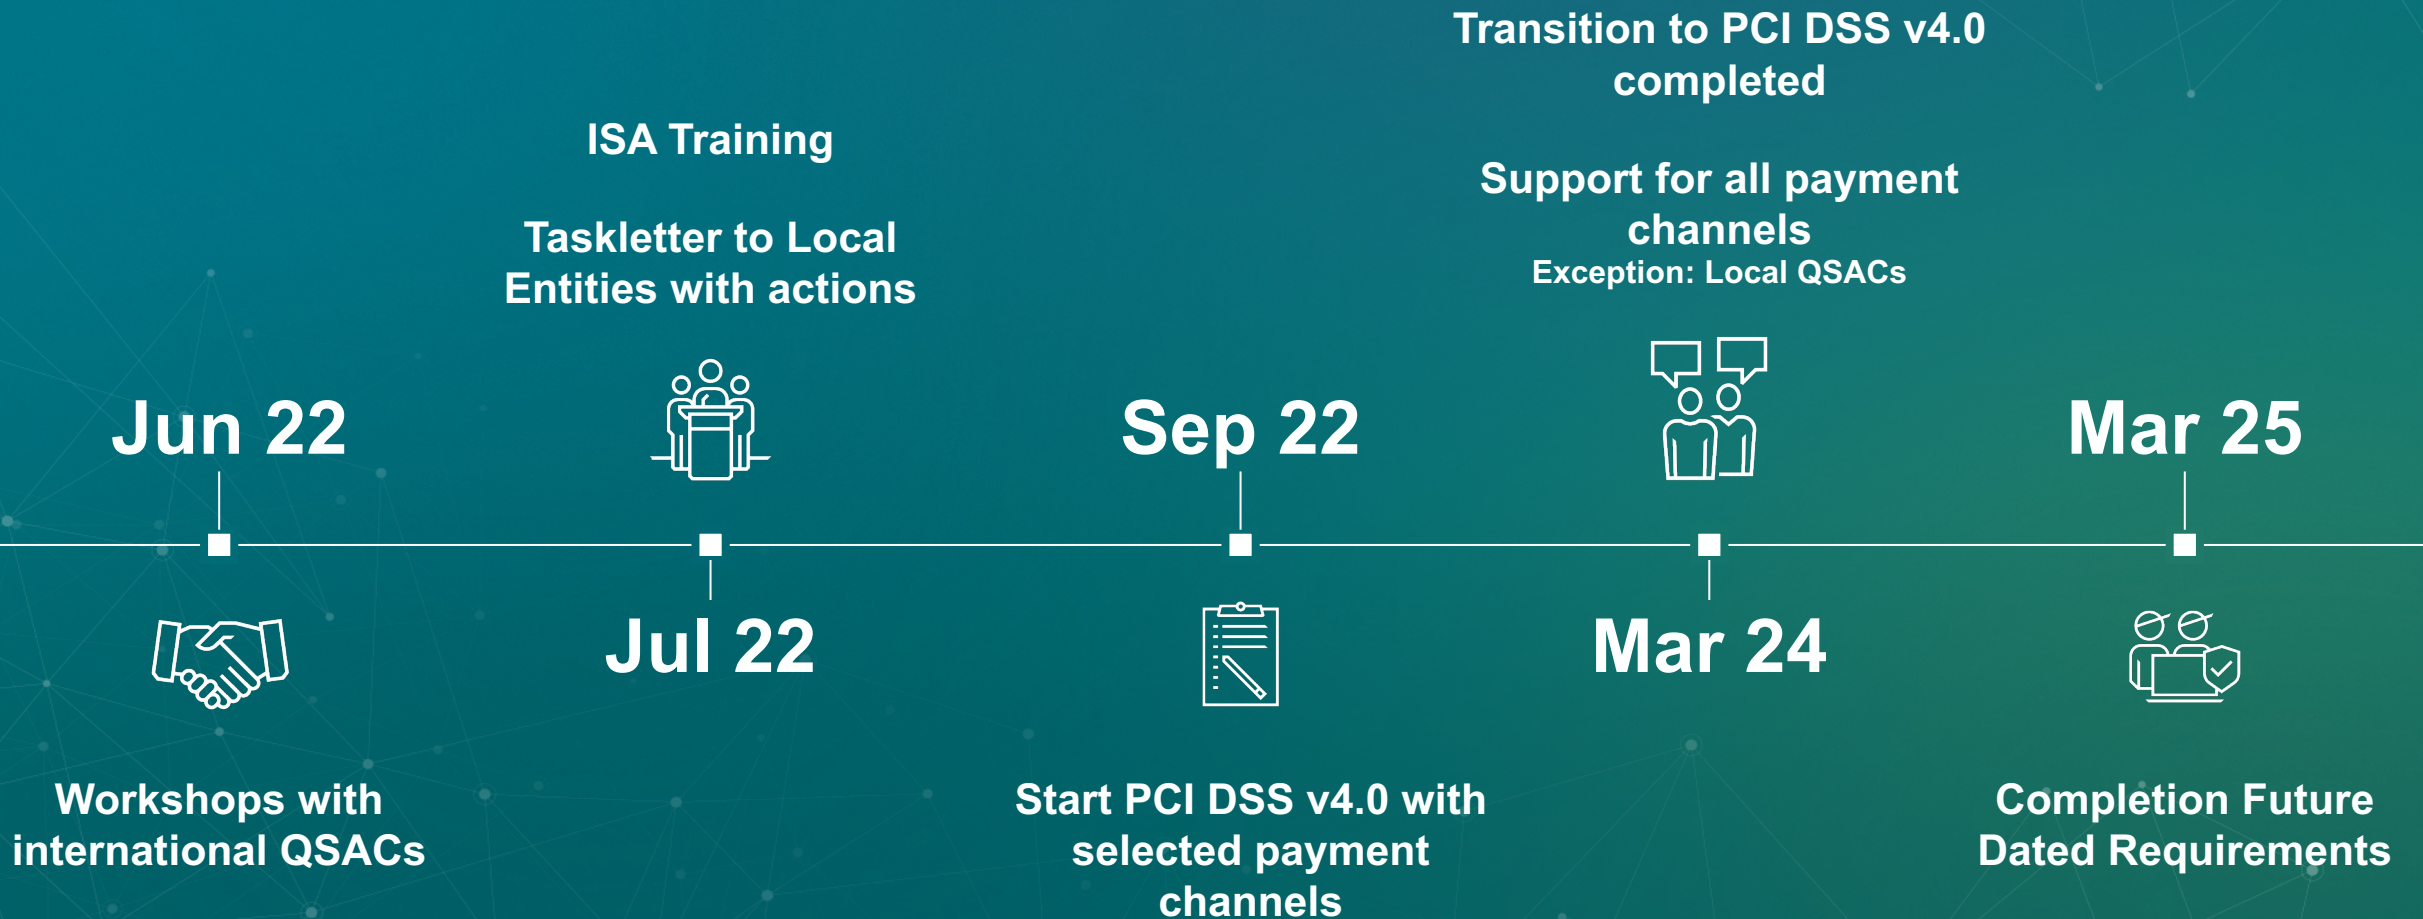 Jun 22
Workshops with
international QSACs
ISA Training
Taskletter to Local
Entities with actions
Jul 22
Sep 22
Start PCI DSS v4.0 with
selected payment
channels
Transition to PCI DSS v4.0
completed
Support for all payment
channels
Exception: Local QSACs
Mar 24
Mar 25
Completion Future
Dated Requirements